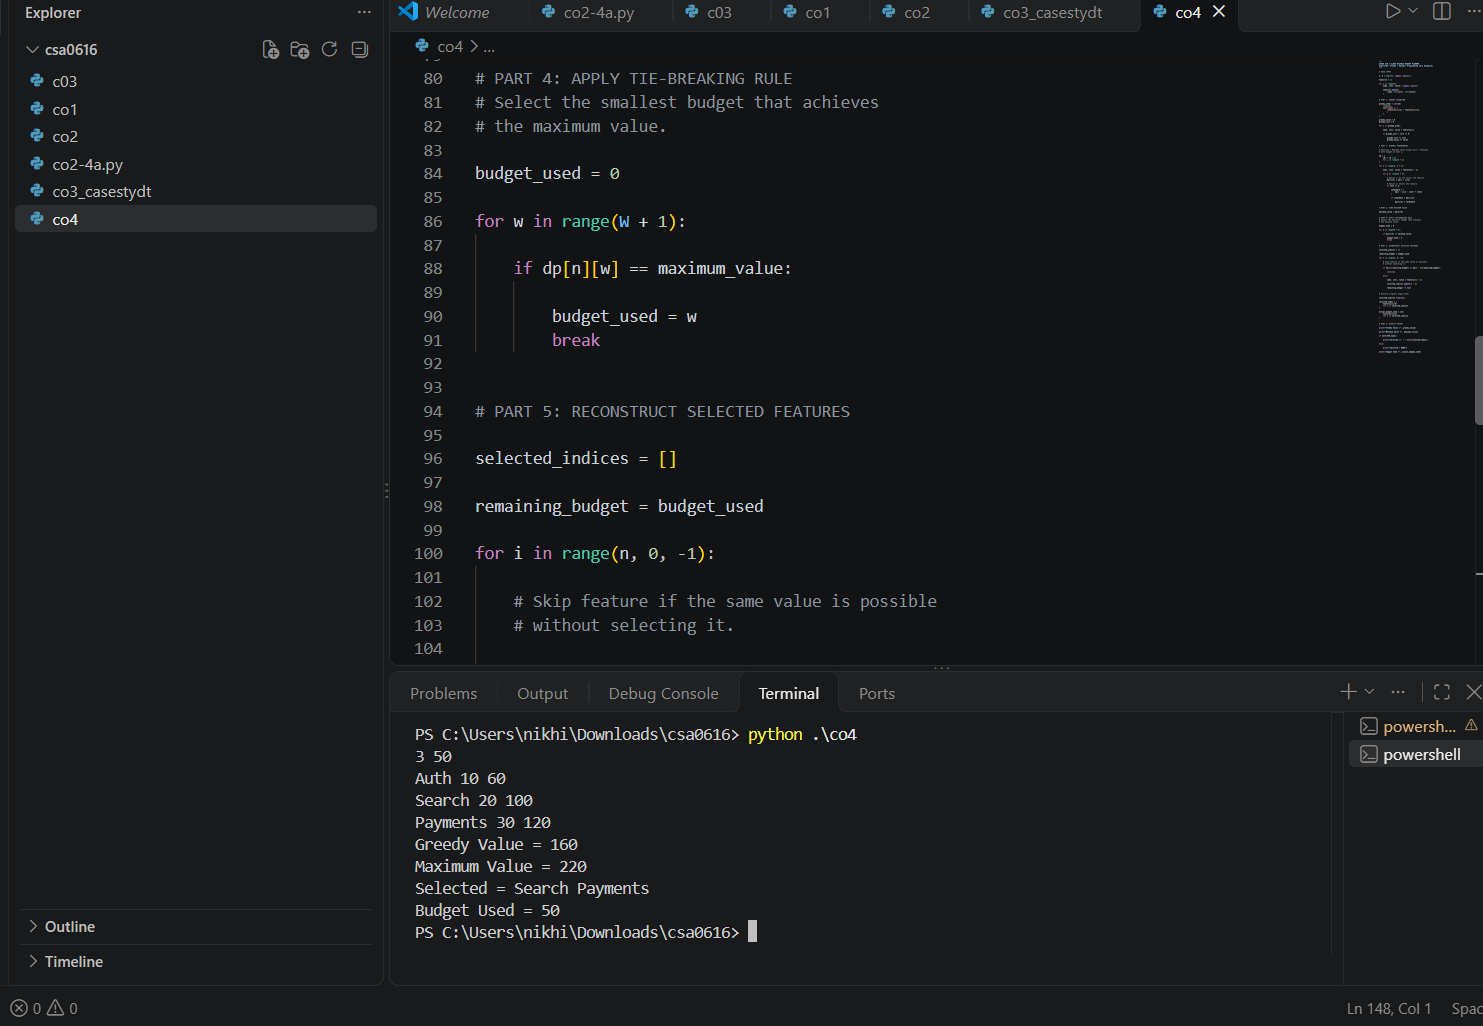 Explorer
csa0616
c03
co1
co2
co2-4a.py
co3_casestydt
co4
Outline
Timeline
Welcome
co2-4a.py
c03
co1
co2
co3_casestydt
co4
co4 > ...
80 # PART 4: APPLY TIE-BREAKING RULE
81 # Select the smallest budget that achieves
82 # the maximum value.
83
84 budget_used = 0
85
86 for w in range(W + 1):
87
88     if dp[n][w] == maximum_value:
89
90         budget_used = w
91         break
92
93
94 # PART 5: RECONSTRUCT SELECTED FEATURES
95
96 selected_indices = []
97
98 remaining_budget = budget_used
99
100 for i in range(n, 0, -1):
101
102     # Skip feature if the same value is possible
103     # without selecting it.
104
Problems
Output
Debug Console
Terminal
Ports
PS C:\Users\nikhi\Downloads\csa0616> python .\co4
3 50
Auth 10 60
Search 20 100
Payments 30 120
Greedy Value = 160
Maximum Value = 220
Selected = Search Payments
Budget Used = 50
PS C:\Users\nikhi\Downloads\csa0616>
powersh...
powershell
0 0
Ln 148, Col 1
Spac